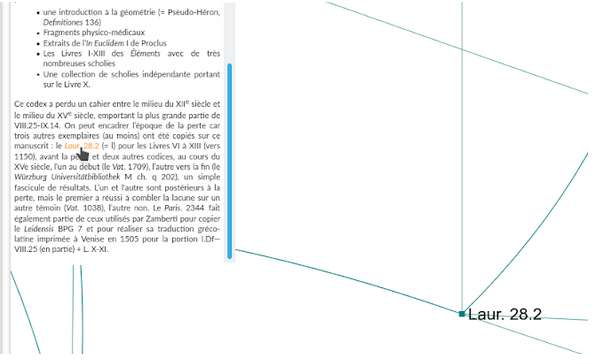 • une introduction à la géométrie (= Pseudo-Héron,
Definitiones 136)
• Fragments physico-médicaux
• Extraits de l'In Euclidem I de Proclus
• Les Livres I-XIII des Éléments avec de très
nombreuses scholies
• Une collection de scholies indépendante portant
sur le Livre X.
Ce codex a perdu un cahier entre le milieu du XIIe siècle et
le milieu du XVe siècle, emportant la plus grande partie de
VIII.25-IX.14. On peut encadrer l'époque de la perte car
trois autres exemplaires (au moins) ont été copiés sur ce
manuscrit : le Laur. 28.2 (= l) pour les Livres VI à XIII (vers
1150), avant la et deux autres codices, au cours du
XVe siècle, l'un au début (le Vat. 1709), l'autre vers la fin (le
Würzburg Universitätbibliothek M ch. q 202), un simple
fascicule de résultats. L'un et l'autre sont postérieurs à la
perte, mais le premier a réussi à combler la lacune sur un
autre témoin (Vat. 1038), l'autre non. Le Paris. 2344 fait
également partie de ceux utilisés par Zamberti pour copier
le Leidensis BPG 7 et pour réaliser sa traduction gréco-
latine imprimée à Venise en 1505 pour la portion I.Df—
VIII.25 (en partie) + L. X-XI.
Laur. 28.2